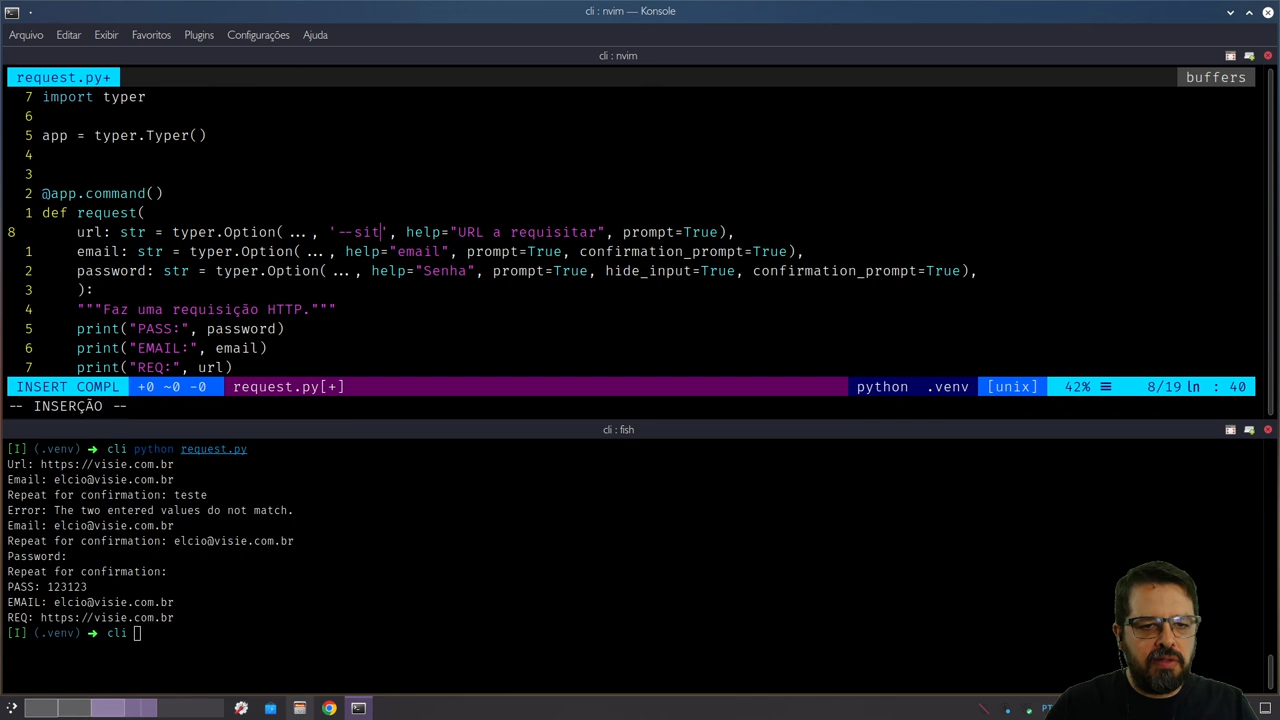 cli : nvim — Konsole
Arquivo Editar Exibir Favoritos Plugins Configurações Ajuda
cli : nvim
request.py+ buffers
7 import typer
6
5 app = typer.Typer()
4
3
2 @app.command()
1 def request(
8 url: str = typer.Option(..., '--sit', help="URL a requisitar", prompt=True),
1 email: str = typer.Option(..., help="email", prompt=True, confirmation_prompt=True),
2 password: str = typer.Option(..., help="Senha", prompt=True, hide_input=True, confirmation_prompt=True),
3 ):
4 """Faz uma requisição HTTP."""
5 print("PASS:", password)
6 print("EMAIL:", email)
7 print("REQ:", url)
INSERT COMPL +0 ~0 -0 request.py[+] python .venv [unix] 42% ☰ 8/19 ln : 40
-- INSERÇÃO --
cli : fish
[I] (.venv) ➜ cli python request.py
Url: https://visie.com.br
Email: elcio@visie.com.br
Repeat for confirmation: teste
Error: The two entered values do not match.
Email: elcio@visie.com.br
Repeat for confirmation: elcio@visie.com.br
Password:
Repeat for confirmation:
PASS: 123123
EMAIL: elcio@visie.com.br
REQ: https://visie.com.br
[I] (.venv) ➜ cli